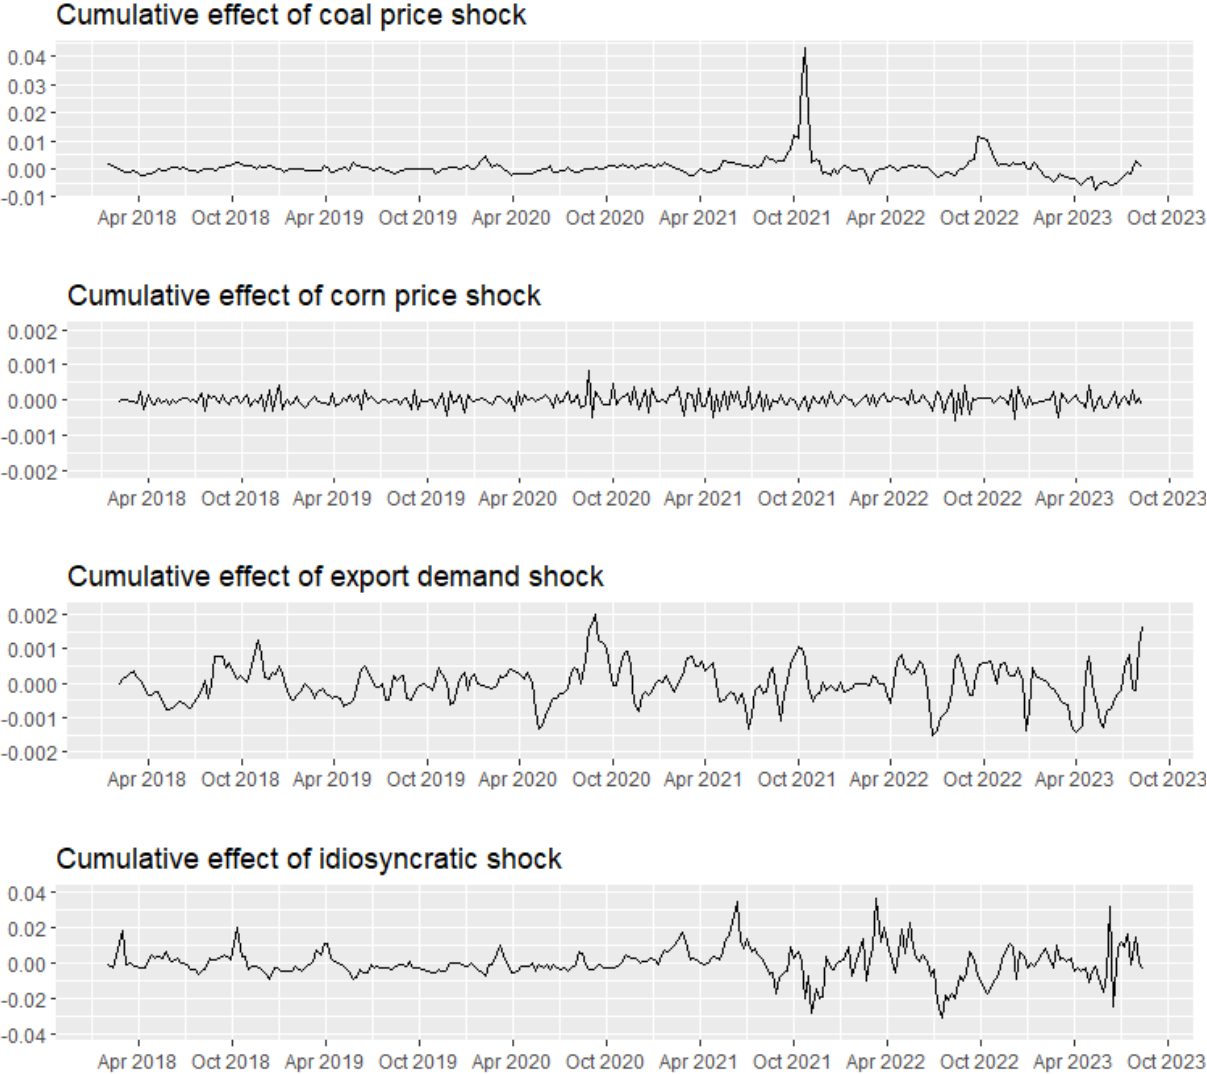 Cumulative effect of coal price shock
0.04
0.03
0.02
0.01
0.00
-0.01
Apr 2018 Oct 2018 Apr 2019 Oct 2019 Apr 2020 Oct 2020 Apr 2021 Oct 2021 Apr 2022 Oct 2022 Apr 2023 Oct 2023
Cumulative effect of corn price shock
0.002
0.001
0.000
-0.001
-0.002
Apr 2018 Oct 2018 Apr 2019 Oct 2019 Apr 2020 Oct 2020 Apr 2021 Oct 2021 Apr 2022 Oct 2022 Apr 2023 Oct 2023
Cumulative effect of export demand shock
0.002
0.001
0.000
-0.001
-0.002
Apr 2018 Oct 2018 Apr 2019 Oct 2019 Apr 2020 Oct 2020 Apr 2021 Oct 2021 Apr 2022 Oct 2022 Apr 2023 Oct 2023
Cumulative effect of idiosyncratic shock
0.04
0.02
0.00
-0.02
-0.04
Apr 2018 Oct 2018 Apr 2019 Oct 2019 Apr 2020 Oct 2020 Apr 2021 Oct 2021 Apr 2022 Oct 2022 Apr 2023 Oct 2023